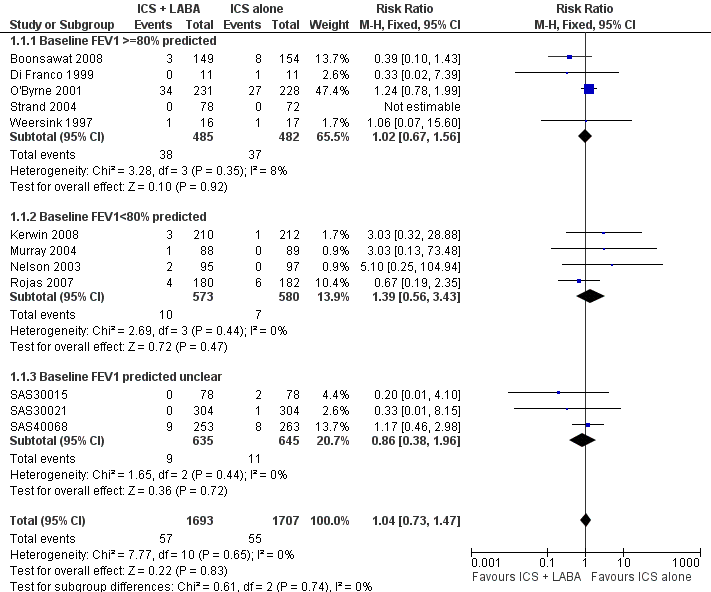 ICS + LABA ICS alone Risk Ratio Risk Ratio
Study or Subgroup Events Total Events Total Weight M-H, Fixed, 95% CI M-H, Fixed, 95% CI
1.1.1 Baseline FEV1 >=80% predicted
Boonsawat 2008 3 149 8 154 13.7% 0.39 [0.10, 1.43]
Di Franco 1999 0 11 1 11 2.6% 0.33 [0.02, 7.39]
O'Byrne 2001 34 231 27 228 47.4% 1.24 [0.78, 1.99]
Strand 2004 0 78 0 72 Not estimable
Weersink 1997 1 16 1 17 1.7% 1.06 [0.07, 15.60]
Subtotal (95% CI) 485 482 65.5% 1.02 [0.67, 1.56]
Total events 38 37
Heterogeneity: Chi² = 3.28, df = 3 (P = 0.35); I² = 8%
Test for overall effect: Z = 0.10 (P = 0.92)
1.1.2 Baseline FEV1<80% predicted
Kerwin 2008 3 210 1 212 1.7% 3.03 [0.32, 28.88]
Murray 2004 1 88 0 89 0.9% 3.03 [0.13, 73.48]
Nelson 2003 2 95 0 97 0.9% 5.10 [0.25, 104.94]
Rojas 2007 4 180 6 182 10.4% 0.67 [0.19, 2.35]
Subtotal (95% CI) 573 580 13.9% 1.39 [0.56, 3.43]
Total events 10 7
Heterogeneity: Chi² = 2.69, df = 3 (P = 0.44); I² = 0%
Test for overall effect: Z = 0.72 (P = 0.47)
1.1.3 Baseline FEV1 predicted unclear
SAS30015 0 78 2 78 4.4% 0.20 [0.01, 4.10]
SAS30021 0 304 1 304 2.6% 0.33 [0.01, 8.15]
SAS40068 9 253 8 263 13.7% 1.17 [0.46, 2.98]
Subtotal (95% CI) 635 645 20.7% 0.86 [0.38, 1.96]
Total events 9 11
Heterogeneity: Chi² = 1.65, df = 2 (P = 0.44); I² = 0%
Test for overall effect: Z = 0.36 (P = 0.72)
Total (95% CI) 1693 1707 100.0% 1.04 [0.73, 1.47]
Total events 57 55
Heterogeneity: Chi² = 7.77, df = 10 (P = 0.65); I² = 0%
Test for overall effect: Z = 0.22 (P = 0.83)
Test for subgroup differences: Chi² = 0.61, df = 2 (P = 0.74), I² = 0%
0.001 0.1 1 10 1000
Favours ICS + LABA Favours ICS alone